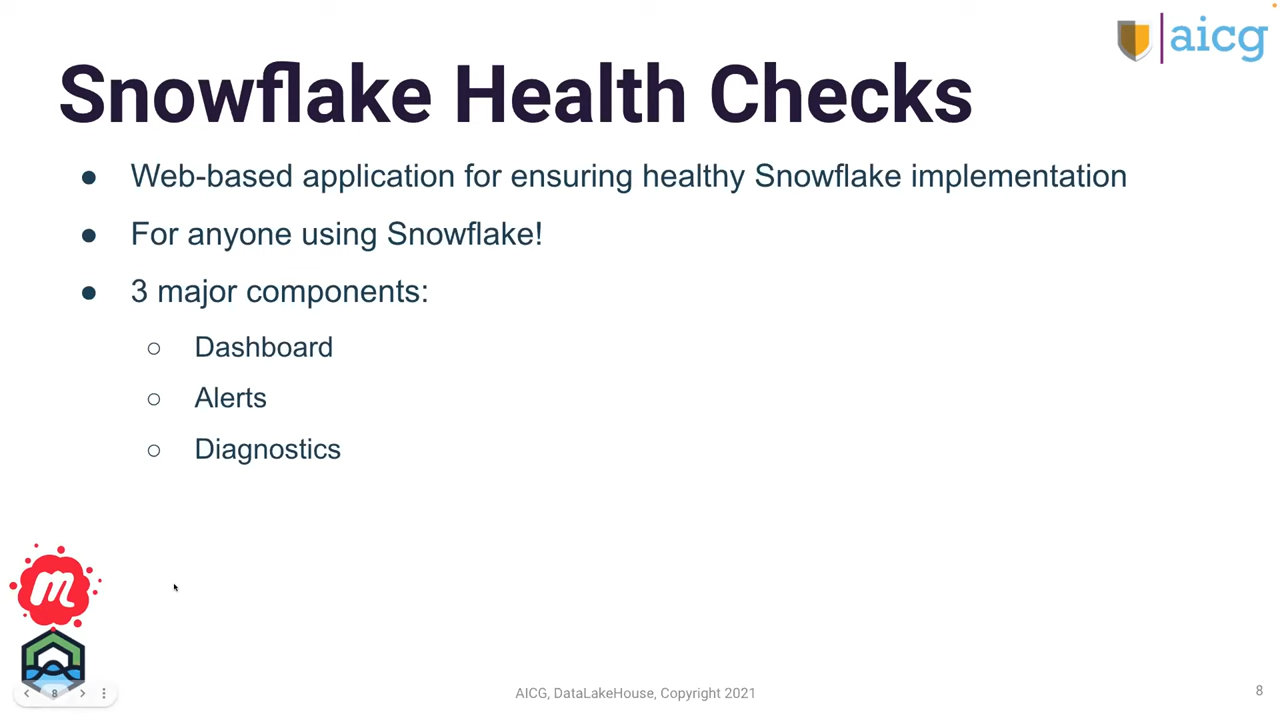 aicg
Snowflake Health Checks
● Web-based application for ensuring healthy Snowflake implementation
● For anyone using Snowflake!
● 3 major components:
○ Dashboard
○ Alerts
○ Diagnostics
m
8
AICG, DataLakeHouse, Copyright 2021
8